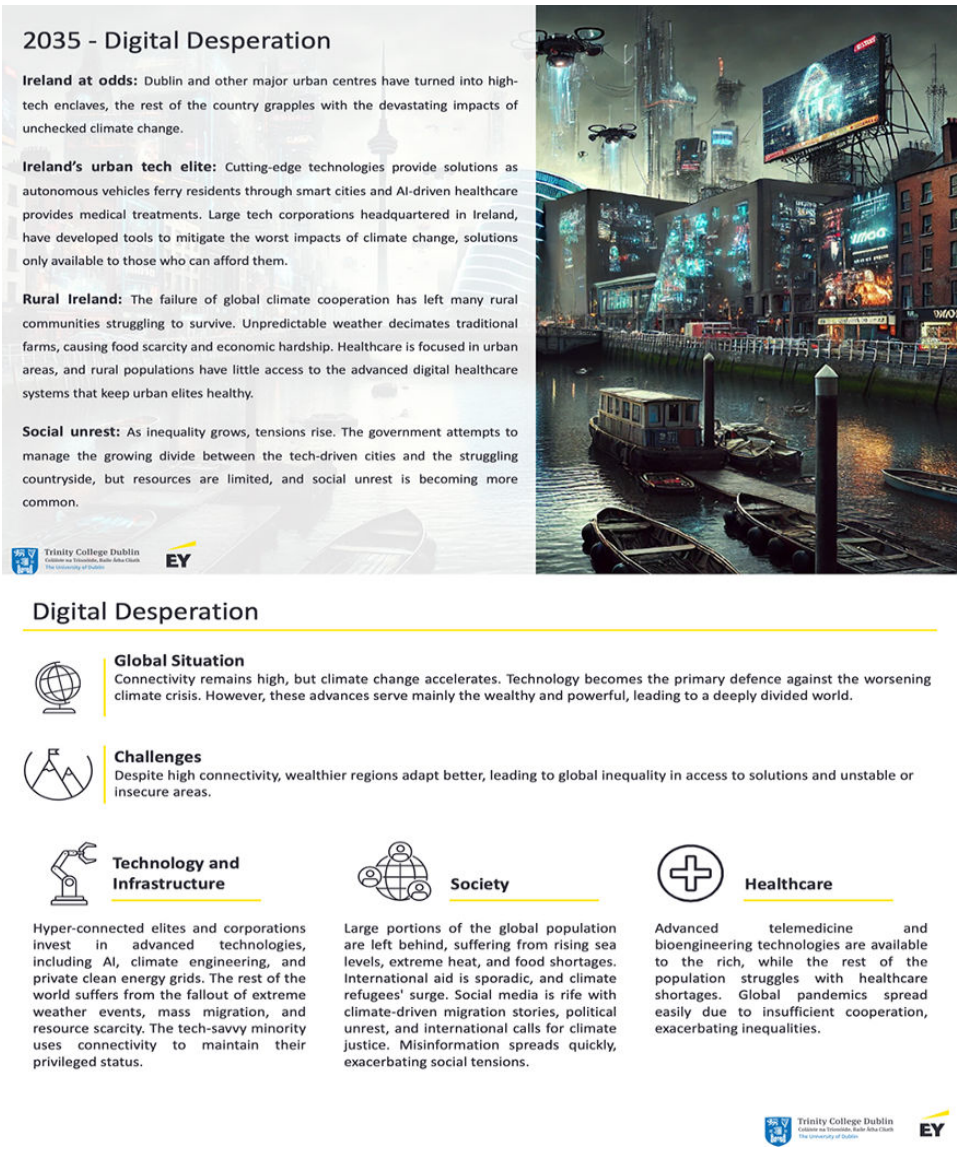 2035 - Digital Desperation
Ireland at odds: Dublin and other major urban centres have turned into high-
tech enclaves, the rest of the country grapples with the devastating impacts of
unchecked climate change.
Ireland's urban tech elite: Cutting-edge technologies provide solutions as
autonomous vehicles ferry residents through smart cities and AI-driven healthcare
provides medical treatments. Large tech corporations headquartered in Ireland,
have developed tools to mitigate the worst impacts of climate change, solutions
only available to those who can afford them.
Rural Ireland: The failure of global climate cooperation has left many rural
communities struggling to survive. Unpredictable weather decimates traditional
farms, causing food scarcity and economic hardship. Healthcare is focused in urban
areas, and rural populations have little access to the advanced digital healthcare
systems that keep urban elites healthy.
Social unrest: As inequality grows, tensions rise. The government attempts to
manage the growing divide between the tech-driven cities and the struggling
countryside, but resources are limited, and social unrest is becoming more
common.
Trinity College Dublin
Coláiste na Tríonóide, Baile Átha Cliath
The University of Dublin
EY
Digital Desperation
Global Situation
Connectivity remains high, but climate change accelerates. Technology becomes the primary defence against the worsening
climate crisis. However, these advances serve mainly the wealthy and powerful, leading to a deeply divided world.
Challenges
Despite high connectivity, wealthier regions adapt better, leading to global inequality in access to solutions and unstable or
insecure areas.
Technology and
Infrastructure
Hyper-connected elites and corporations
invest in advanced technologies,
including AI, climate engineering, and
private clean energy grids. The rest of the
world suffers from the fallout of extreme
weather events, mass migration, and
resource scarcity. The tech-savvy minority
uses connectivity to maintain their
privileged status.
Society
Large portions of the global population
are left behind, suffering from rising sea
levels, extreme heat, and food shortages.
International aid is sporadic, and climate
refugees' surge. Social media is rife with
climate-driven migration stories, political
unrest, and international calls for climate
justice. Misinformation spreads quickly,
exacerbating social tensions.
Healthcare
Advanced telemedicine and
bioengineering technologies are available
to the rich, while the rest of the
population struggles with healthcare
shortages. Global pandemics spread
easily due to insufficient cooperation,
exacerbating inequalities.
Trinity College Dublin
Coláiste na Tríonóide, Baile Átha Cliath
The University of Dublin
EY